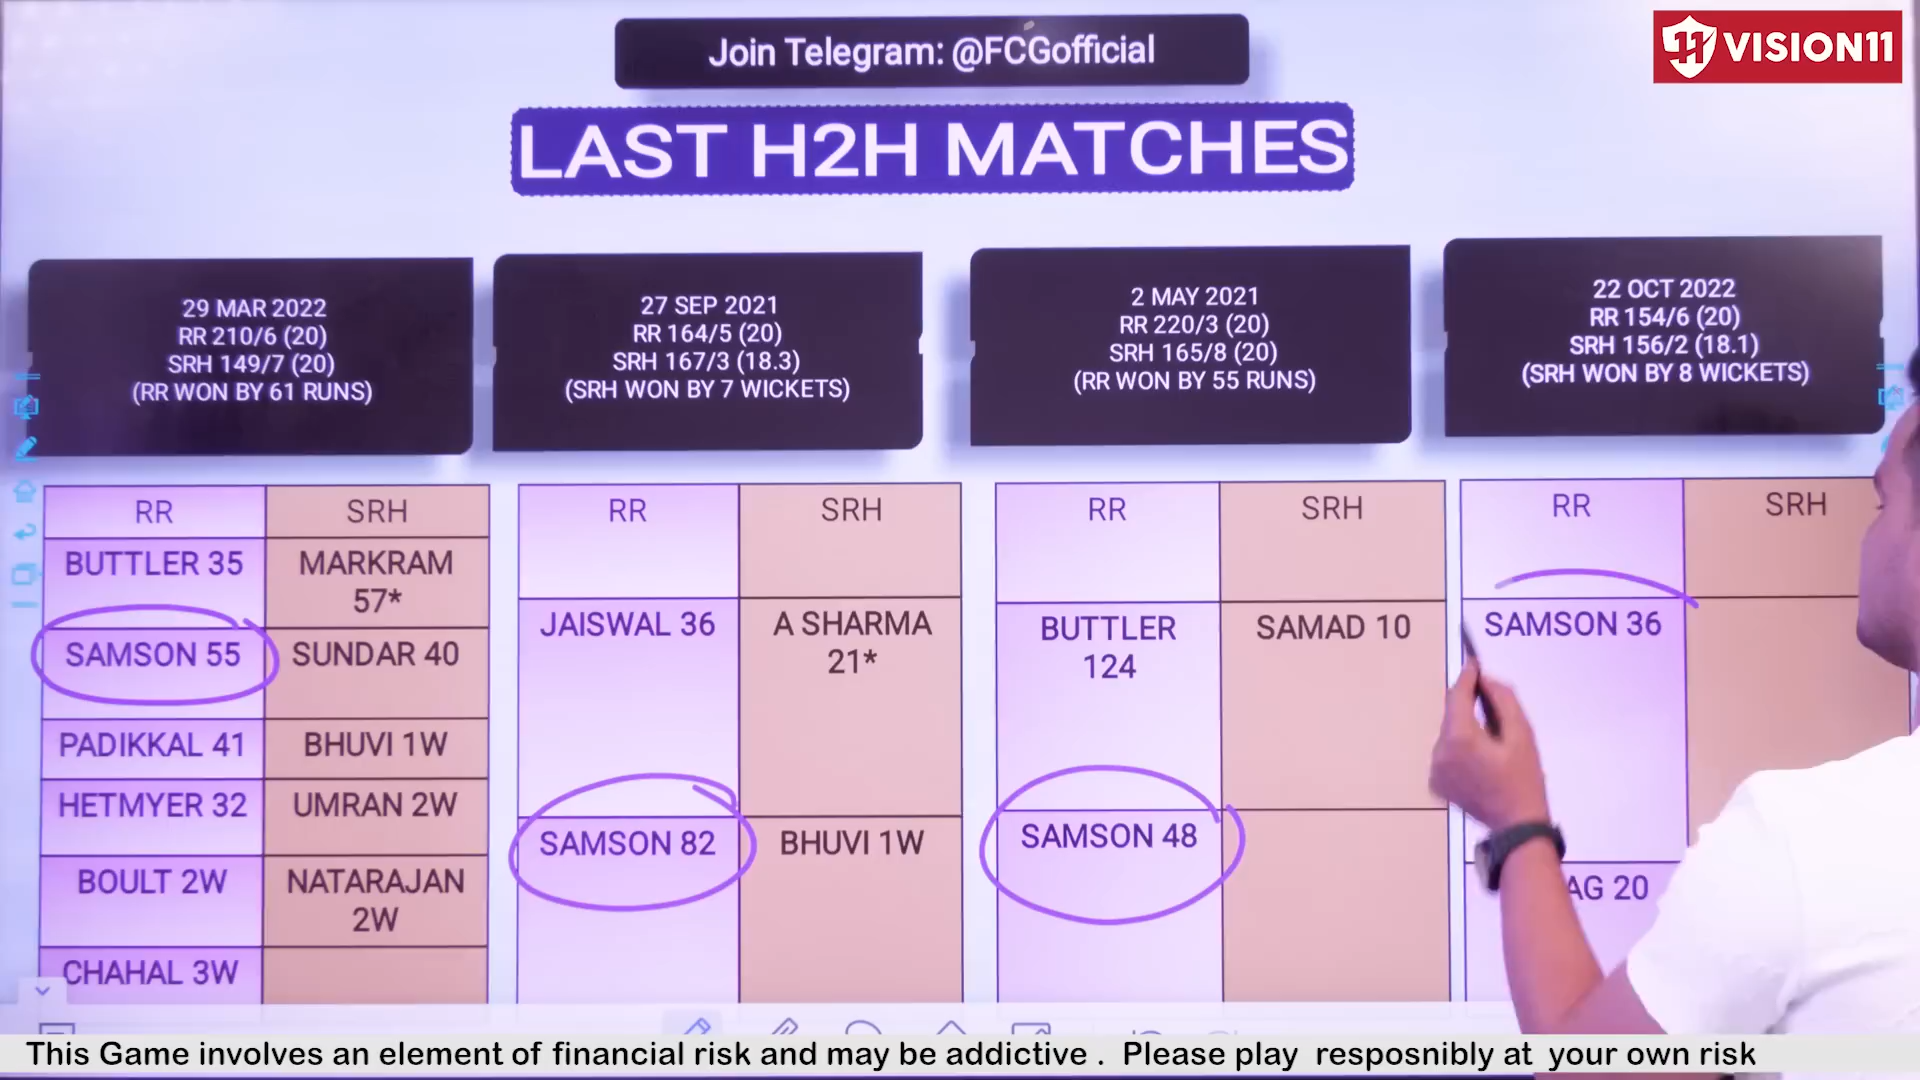 Join Telegram: @FCGofficial
VISION11
LAST H2H MATCHES
29 MAR 2022
RR 210/6 (20)
SRH 149/7 (20)
(RR WON BY 61 RUNS)
27 SEP 2021
RR 164/5 (20)
SRH 167/3 (18.3)
(SRH WON BY 7 WICKETS)
2 MAY 2021
RR 220/3 (20)
SRH 165/8 (20)
(RR WON BY 55 RUNS)
22 OCT 2022
RR 154/6 (20)
SRH 156/2 (18.1)
(SRH WON BY 8 WICKETS)
RR SRH
BUTTLER 35 MARKRAM
57*
SAMSON 55 SUNDAR 40
PADIKKAL 41 BHUVI 1W
HETMYER 32 UMRAN 2W
BOULT 2W NATARAJAN
2W
CHAHAL 3W
RR SRH
JAISWAL 36 A SHARMA
21*
SAMSON 82 BHUVI 1W
RR SRH
BUTTLER SAMAD 10
124
SAMSON 48
RR SRH
SAMSON 36
20
This Game involves an element of financial risk and may be addictive . Please play resposnibly at your own risk